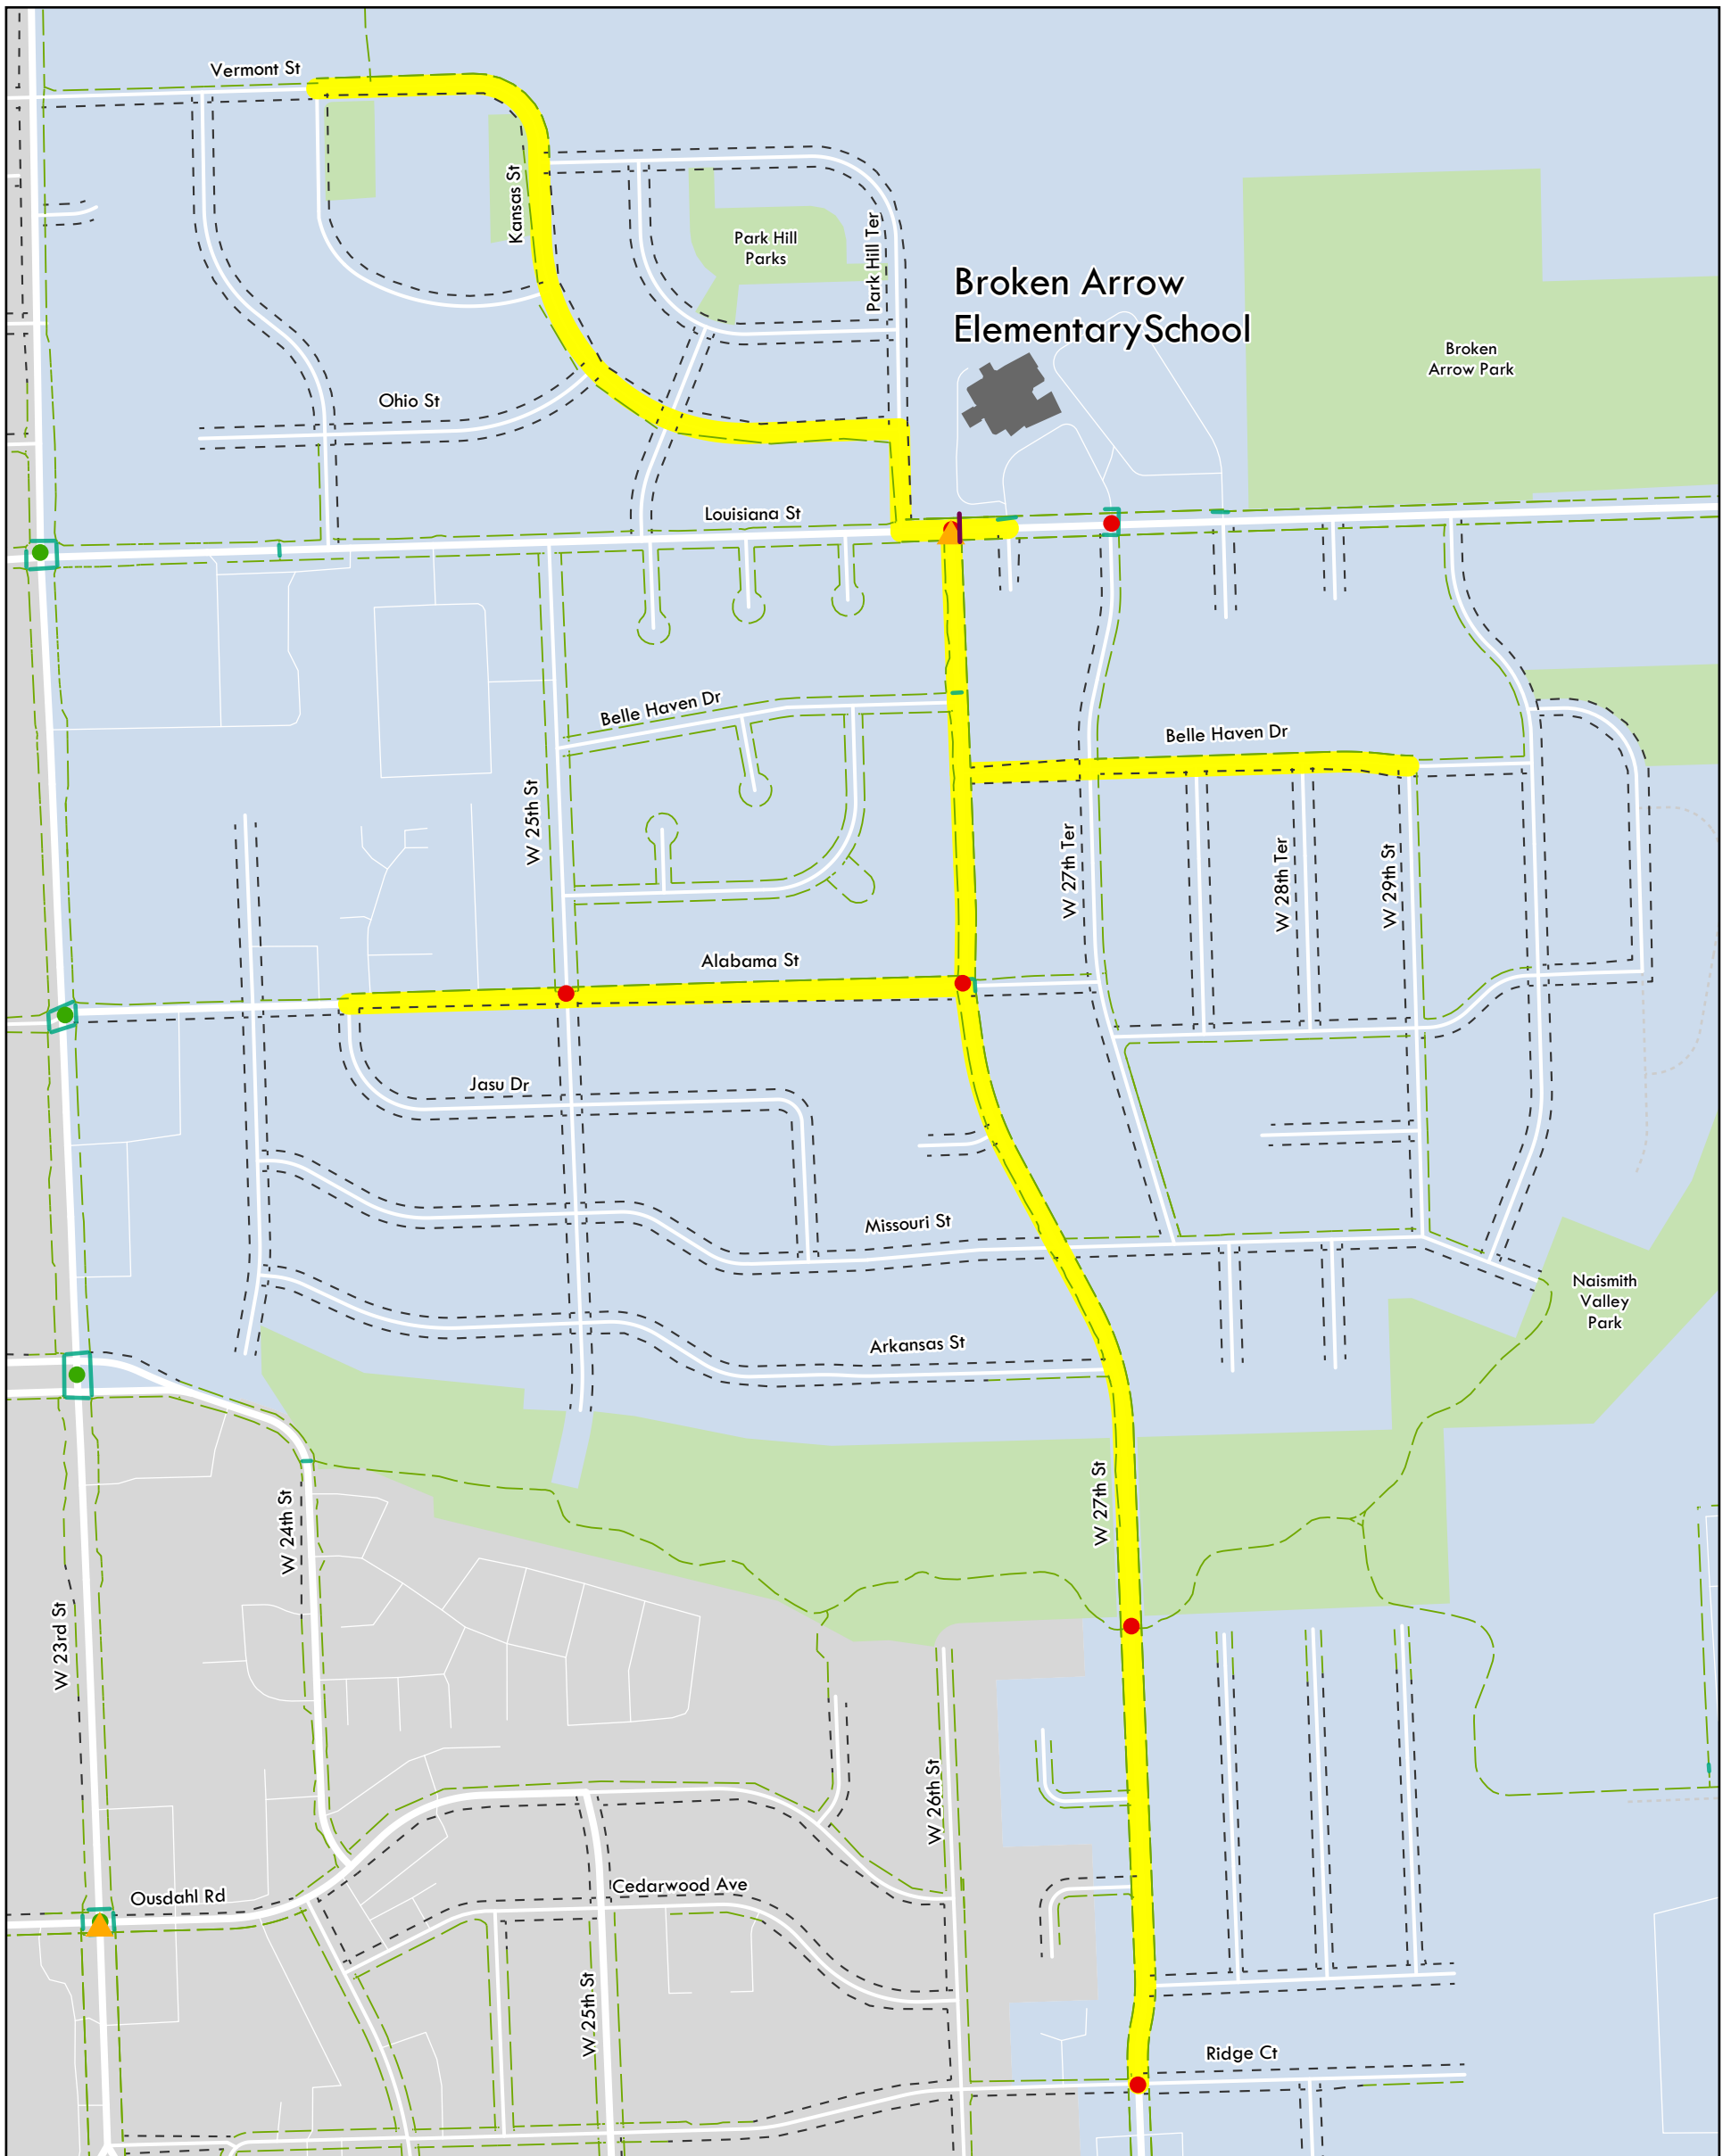 Vermont St
Kansas St
Park Hill
Parks
Park Hill Ter
Broken Arrow
ElementarySchool
Broken
Arrow Park
Ohio St
Louisiana St
Belle Haven Dr
Belle Haven Dr
W 25th St
W 27th Ter
W 28th Ter
W 29th St
Alabama St
Jasu Dr
Missouri St
Naismith
Valley
Park
Arkansas St
W 27th St
W 24th St
W 23rd St
W 26th St
Ousdahl Rd
Cedarwood Ave
W 25th St
Ridge Ct